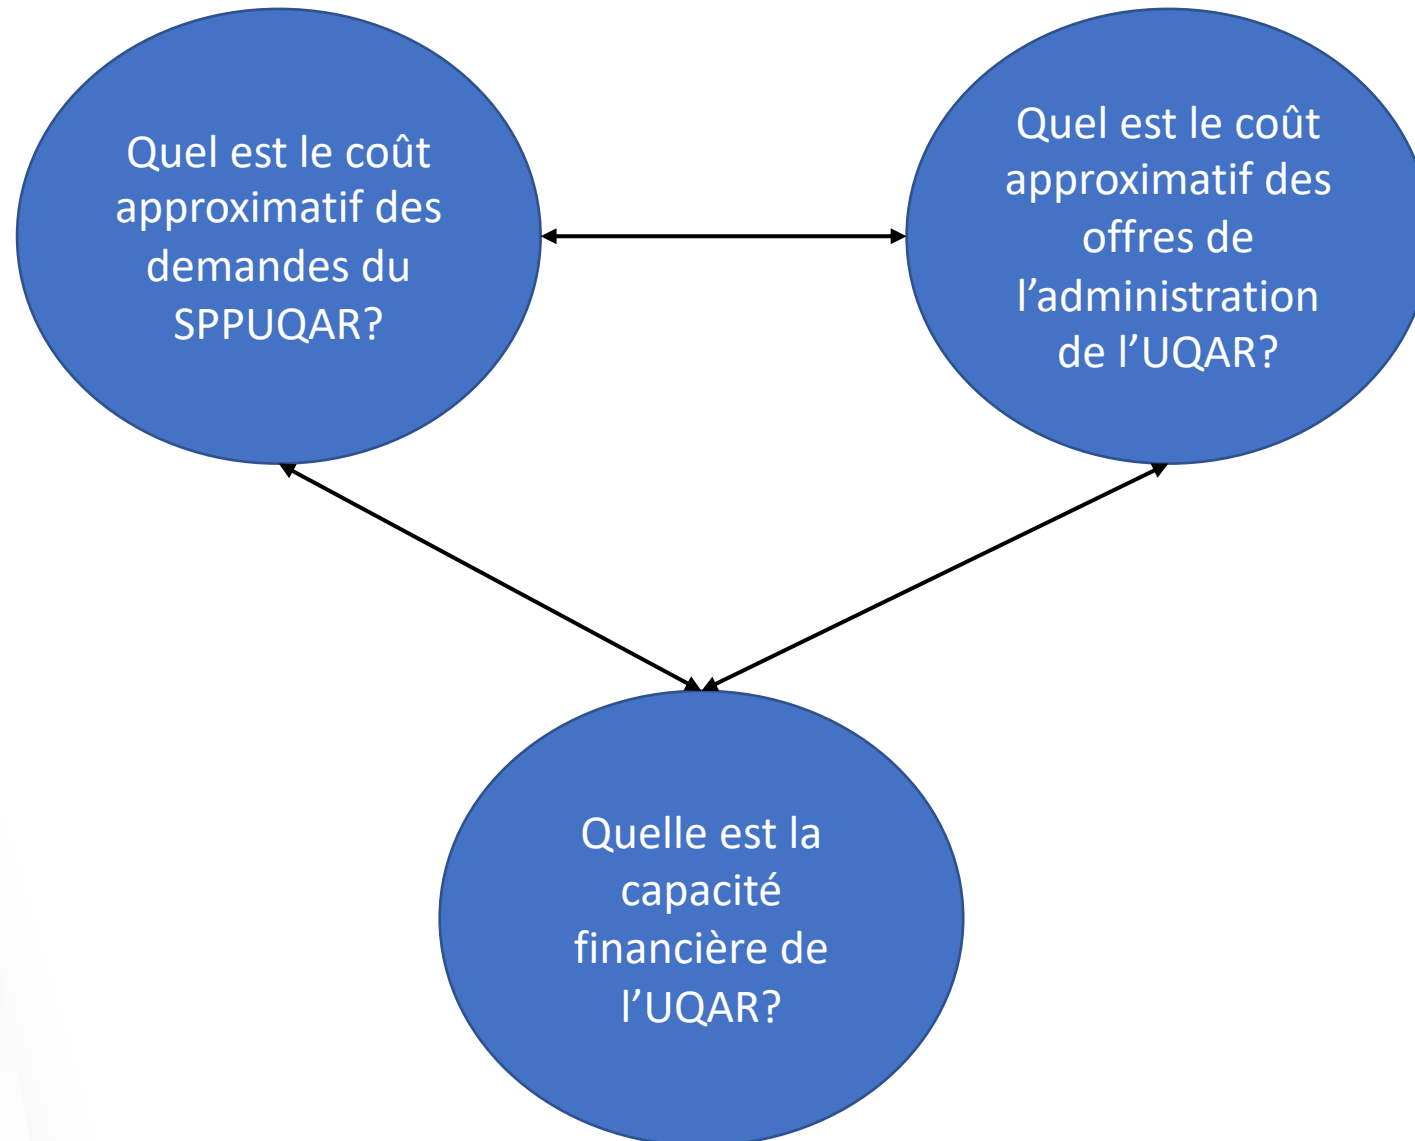 Quel est le coût
approximatif des
demandes du
SPPUQAR?
Quel est le coût
approximatif des
offres de
l’administration
de l’UQAR?
Quelle est la
capacité
financière de
l’UQAR?